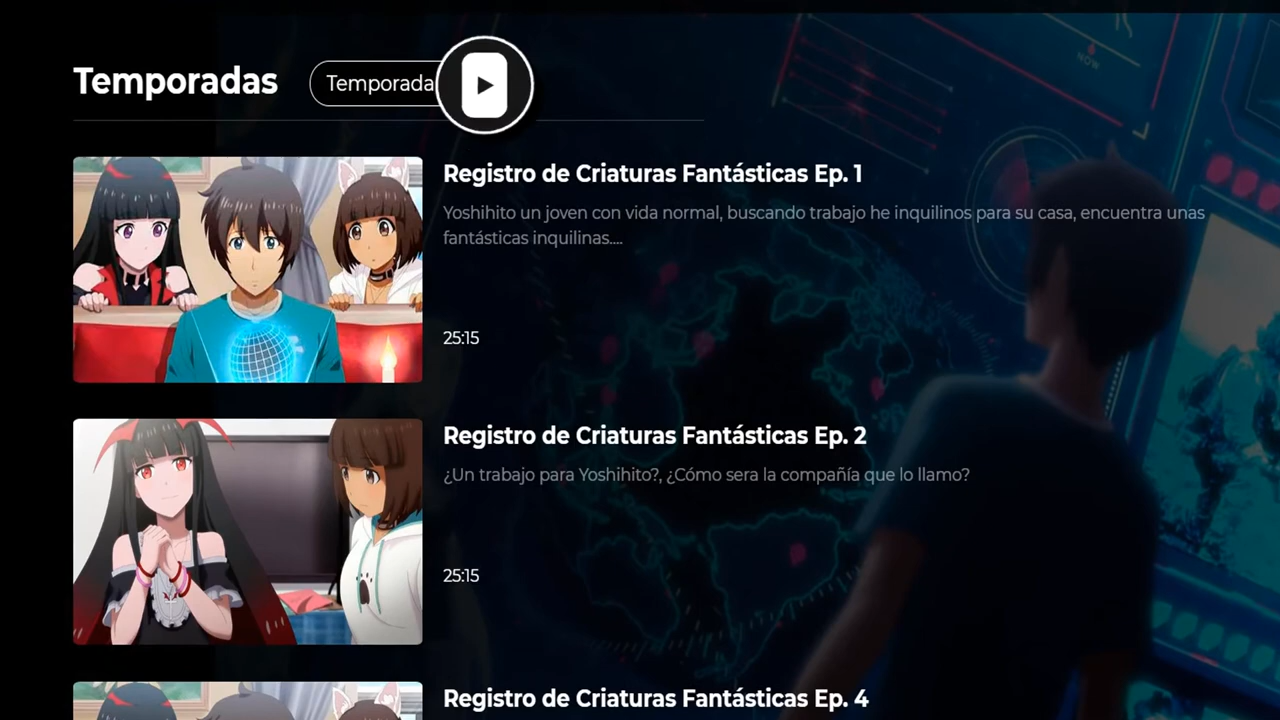 Temporadas
Temporada
NOW
Registro de Criaturas Fantásticas Ep. 1
Yoshihito un joven con vida normal, buscando trabajo he inquilinos para su casa, encuentra unas
fantásticas inquilinas....
25:15
Registro de Criaturas Fantásticas Ep. 2
¿Un trabajo para Yoshihito?, ¿Cómo sera la compañía que lo llamo?
25:15
Registro de Criaturas Fantásticas Ep. 4